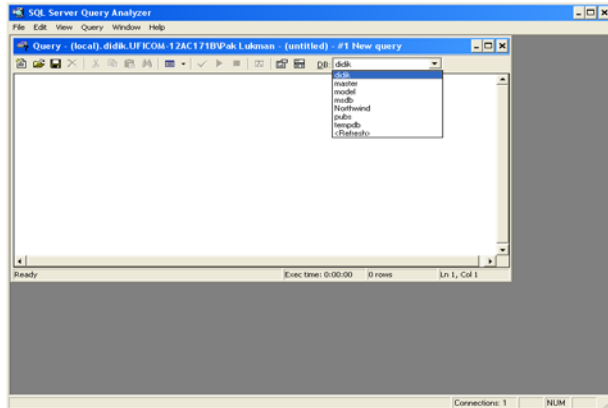 SQL Server Query Analyzer
File Edit View Query Window Help
Query - (local).didik.UFICOM-12AC171B\Pak Lukman - (untitled) - #1 New query
DB: didik
didik
master
model
msdb
Northwind
pubs
tempdb
<Refresh>
Ready Exec time: 0:00:00 0 rows Ln 1, Col 1
Connections: 1 NUM